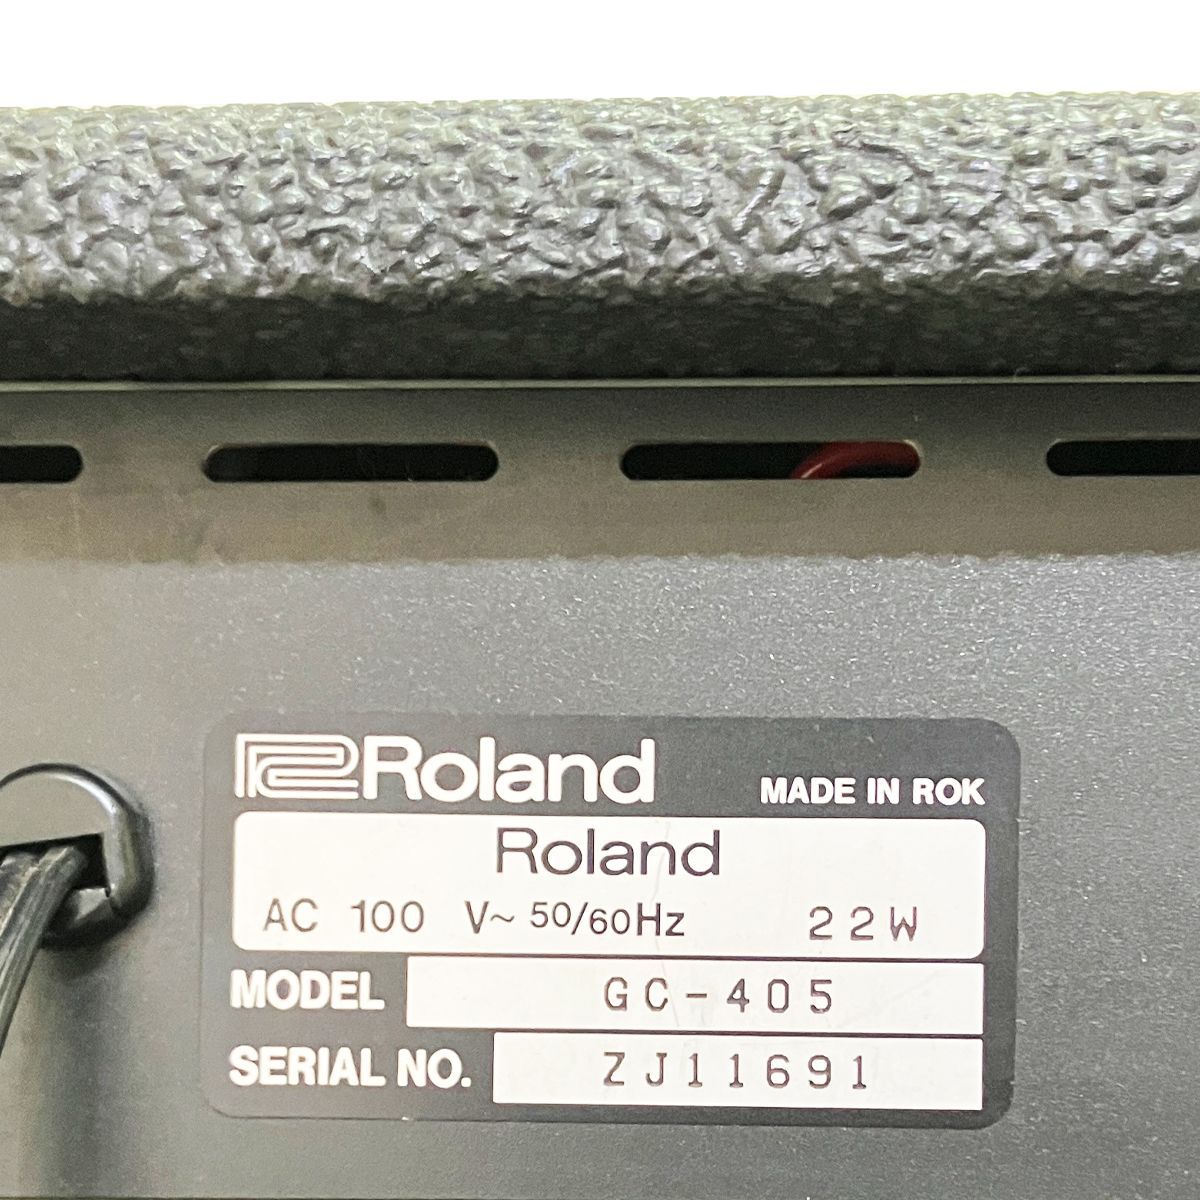 Roland MADE IN ROK
Roland
AC 100 V~ 50/60Hz 22W
MODEL GC-405
SERIAL NO. ZJ11691